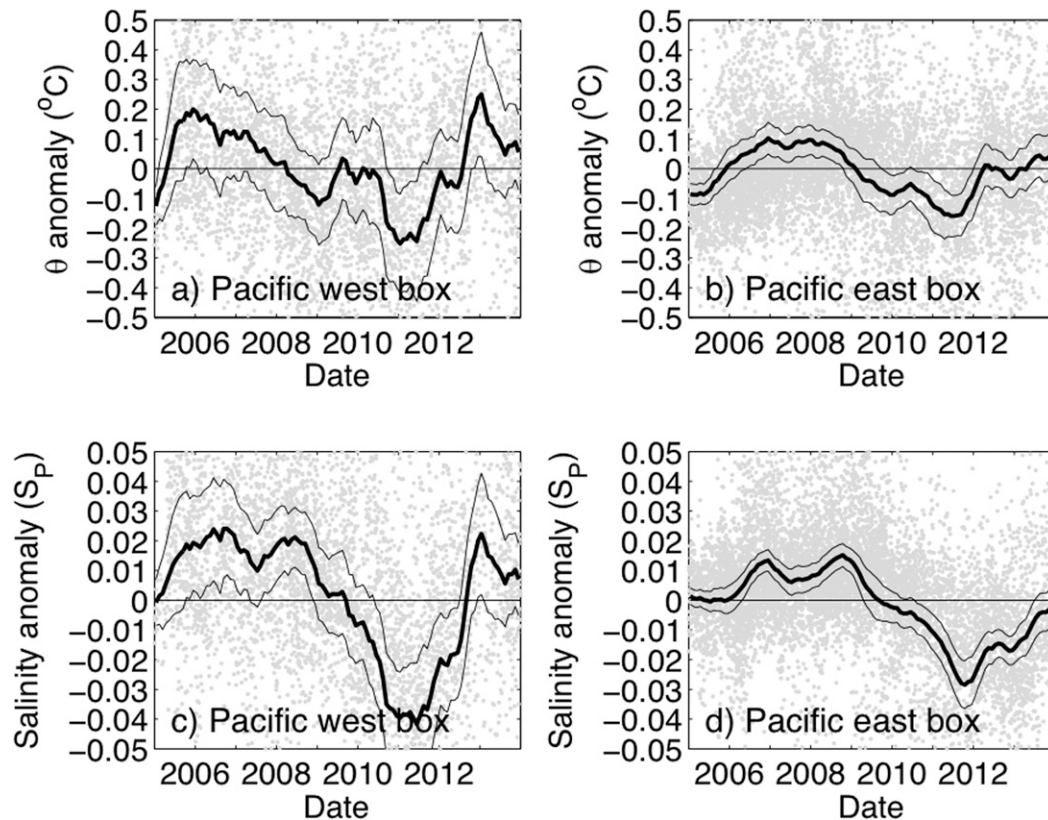 0.5
0.4
0.3
0.2
0.1
0
−0.1
−0.2
−0.3
−0.4
−0.5
θ anomaly (°C)
a) Pacific west box
2006 2008 2010 2012
Date
0.5
0.4
0.3
0.2
0.1
0
−0.1
−0.2
−0.3
−0.4
−0.5
θ anomaly (°C)
b) Pacific east box
2006 2008 2010 2012
Date
0.05
0.04
0.03
0.02
0.01
0
−0.01
−0.02
−0.03
−0.04
−0.05
Salinity anomaly (S_P)
c) Pacific west box
2006 2008 2010 2012
Date
0.05
0.04
0.03
0.02
0.01
0
−0.01
−0.02
−0.03
−0.04
−0.05
Salinity anomaly (S_P)
d) Pacific east box
2006 2008 2010 2012
Date